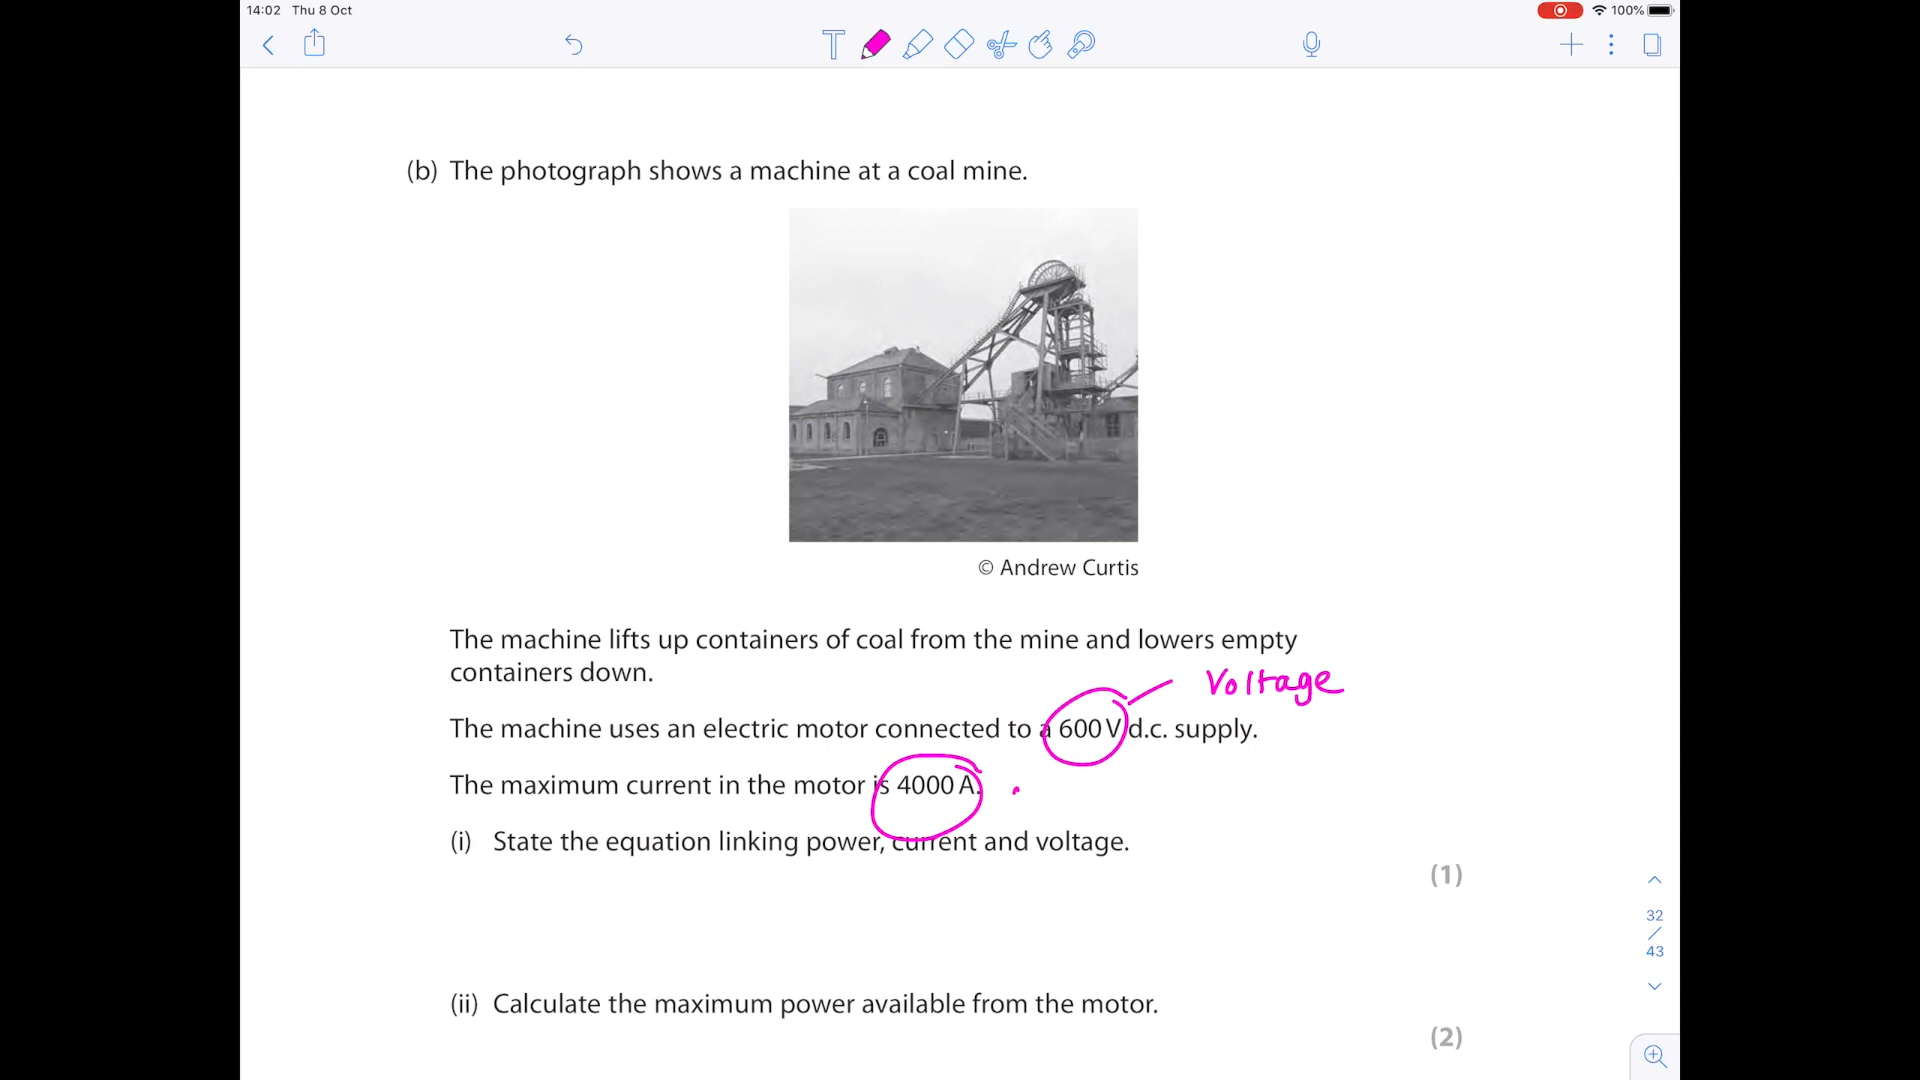 14:02 Thu 8 Oct
100%
T
(b) The photograph shows a machine at a coal mine.
© Andrew Curtis
The machine lifts up containers of coal from the mine and lowers empty
containers down.
Voltage
The machine uses an electric motor connected to a 600 V d.c. supply.
The maximum current in the motor is 4000 A.
(i) State the equation linking power, current and voltage.
(1)
32
/
43
(ii) Calculate the maximum power available from the motor.
(2)